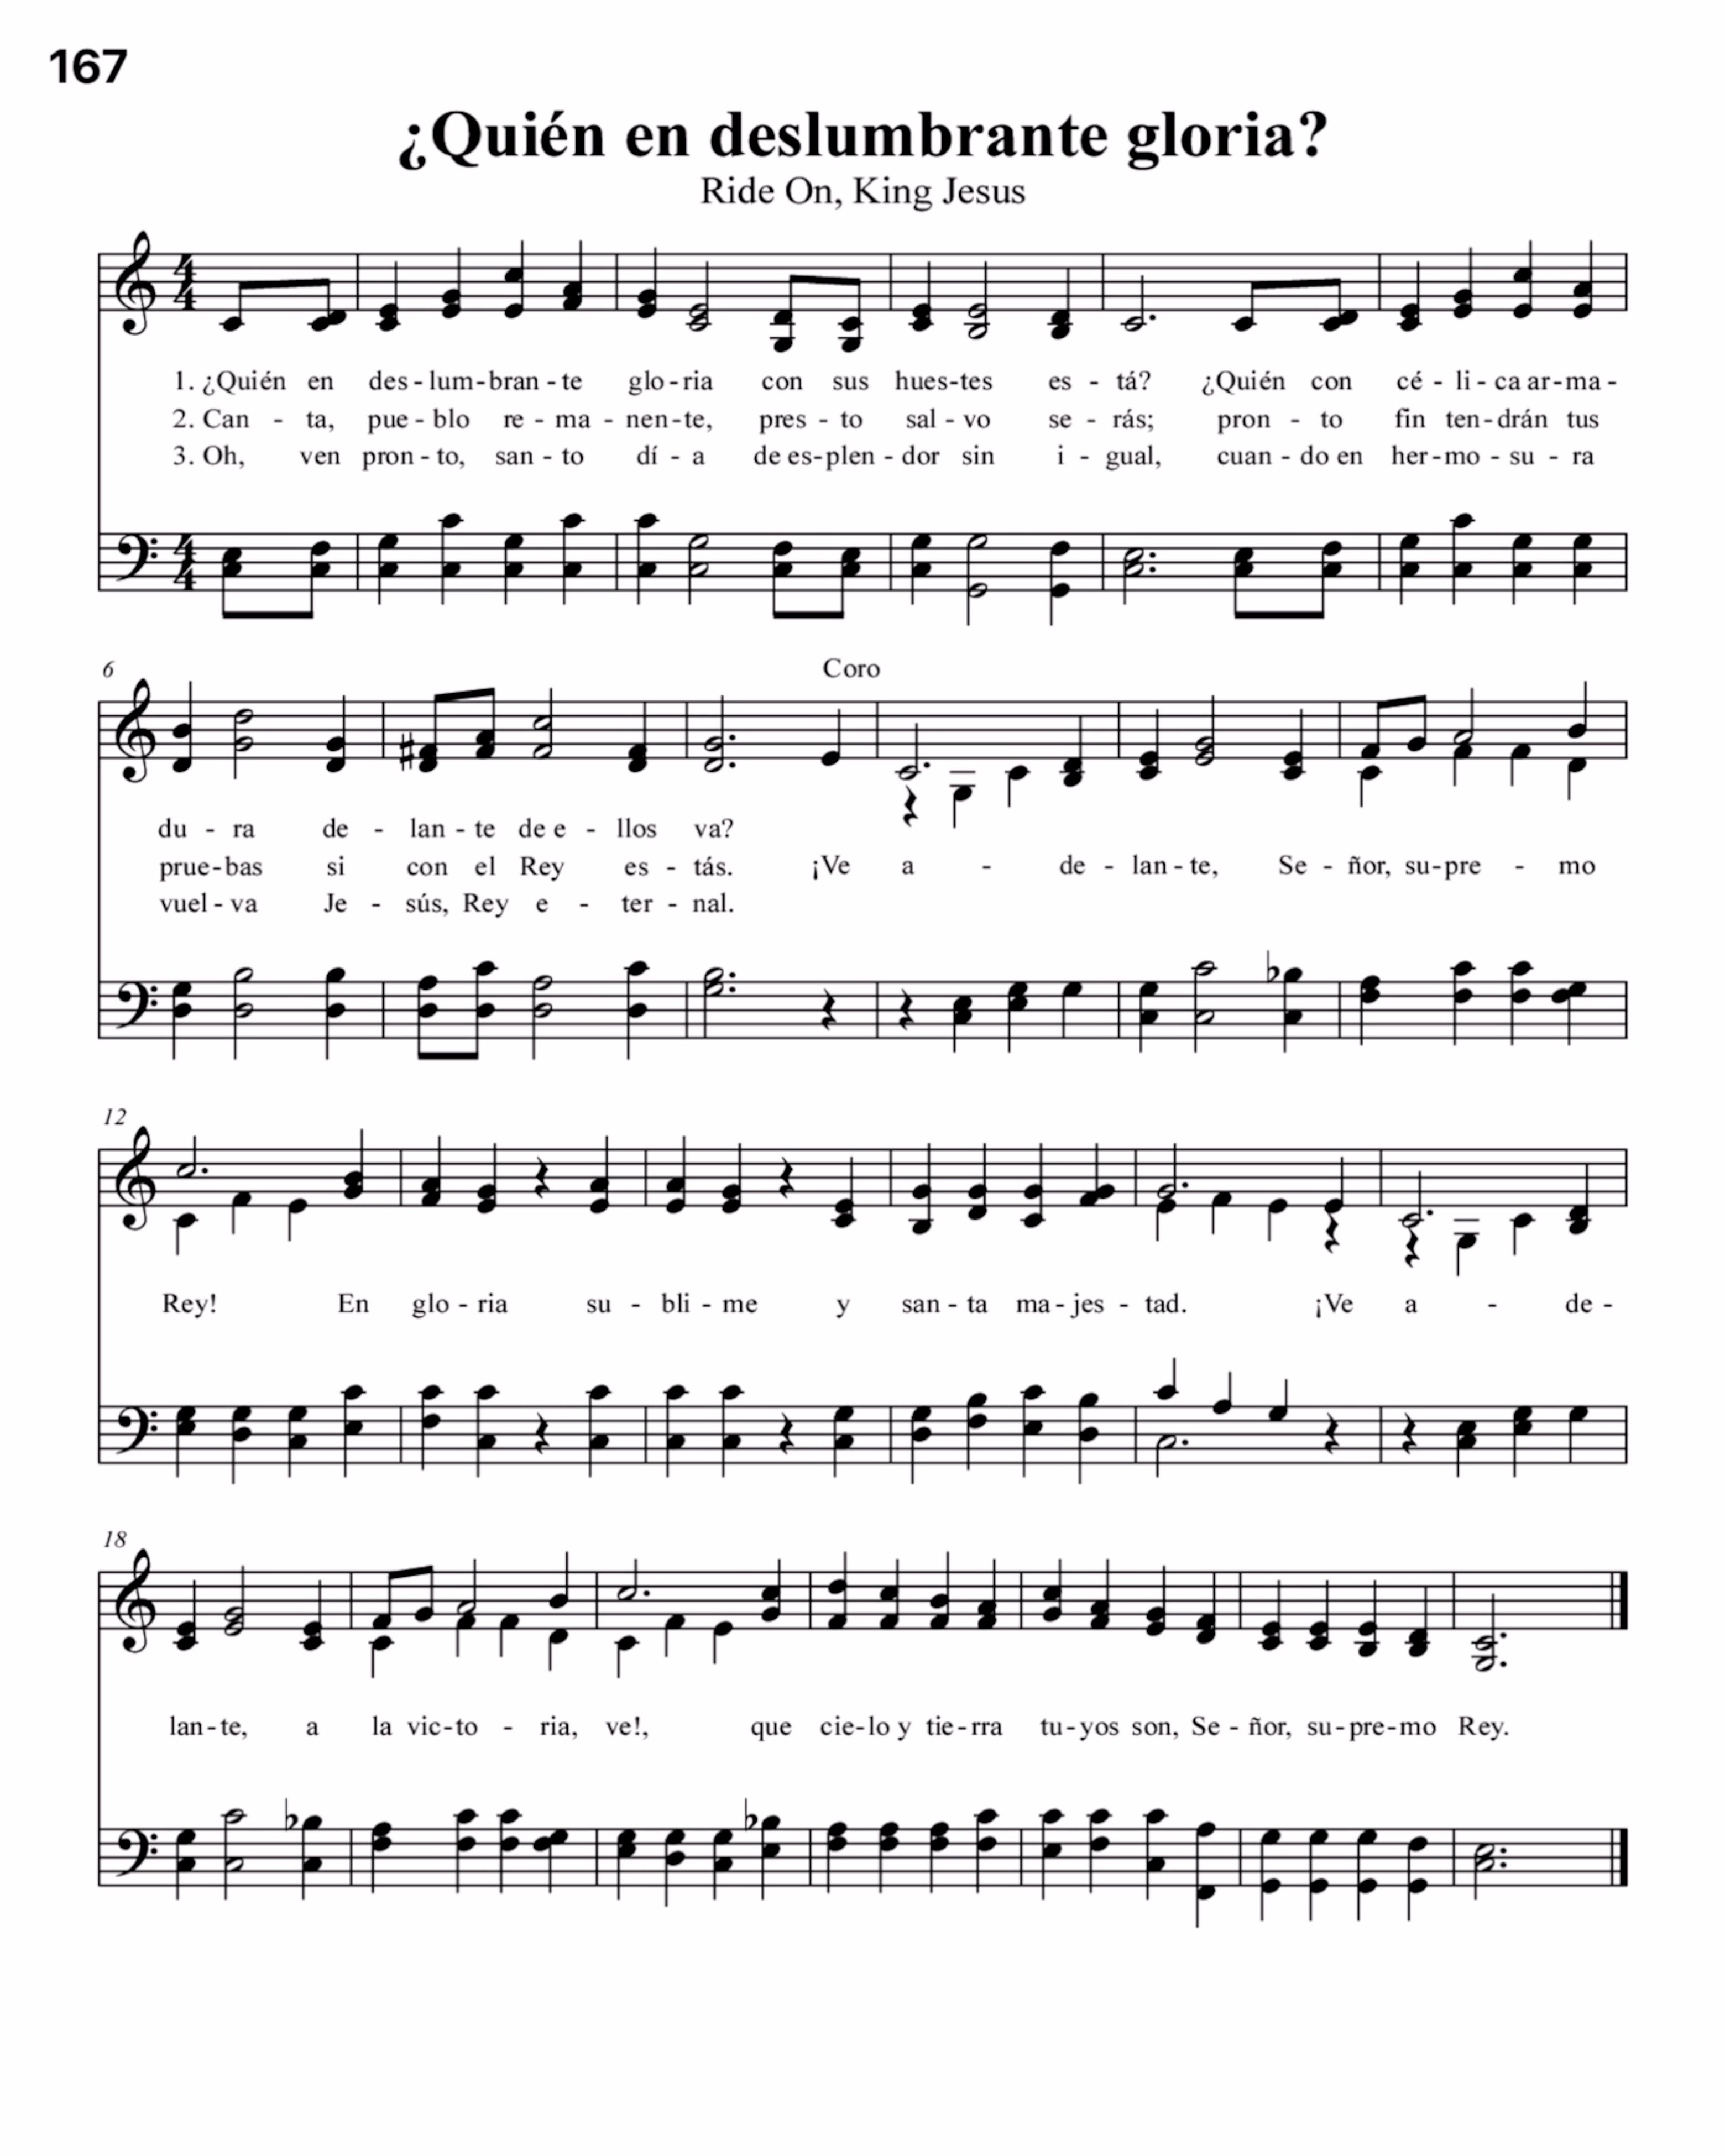 167
¿Quién en deslumbrante gloria?
Ride On, King Jesus
1. ¿Quién en des - lum - bran - te glo - ria con sus hues - tes es - tá? ¿Quién con cé - li - ca ar - ma -
2. Can - ta, pue - blo re - ma - nen - te, pres - to sal - vo se - rás; pron - to fin ten - drán tus
3. Oh, ven pron - to, san - to dí - a de es - plen - dor sin i - gual, cuan - do en her - mo - su - ra
6
Coro
du - ra de - lan - te de e - llos va?
prue - bas si con el Rey es - tás. ¡Ve a - de - lan - te, Se - ñor, su - pre - mo
vuel - va Je - sús, Rey e - ter - nal.
12
Rey! En glo - ria su - bli - me y san - ta ma - jes - tad. ¡Ve a - de -
18
lan - te, a la vic - to - ria, ve!, que cie - lo y tie - rra tu - yos son, Se - ñor, su - pre - mo Rey.